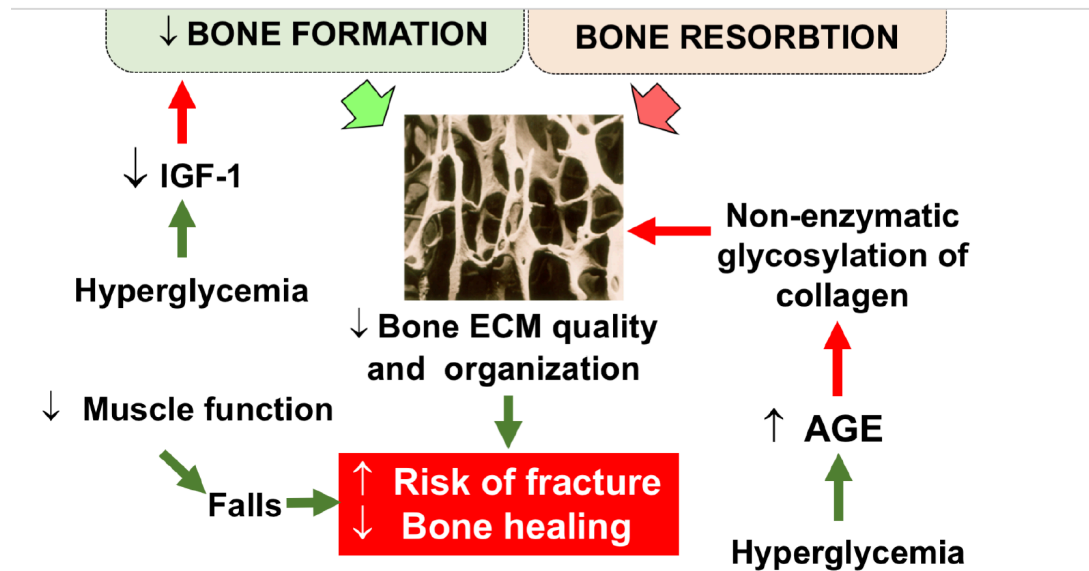 ↓ BONE FORMATION
BONE RESORBTION
↓ IGF-1
Hyperglycemia
Non-enzymatic
glycosylation of
collagen
↓ Bone ECM quality
and organization
↓ Muscle function
Falls
↑ Risk of fracture
↓ Bone healing
↑ AGE
Hyperglycemia